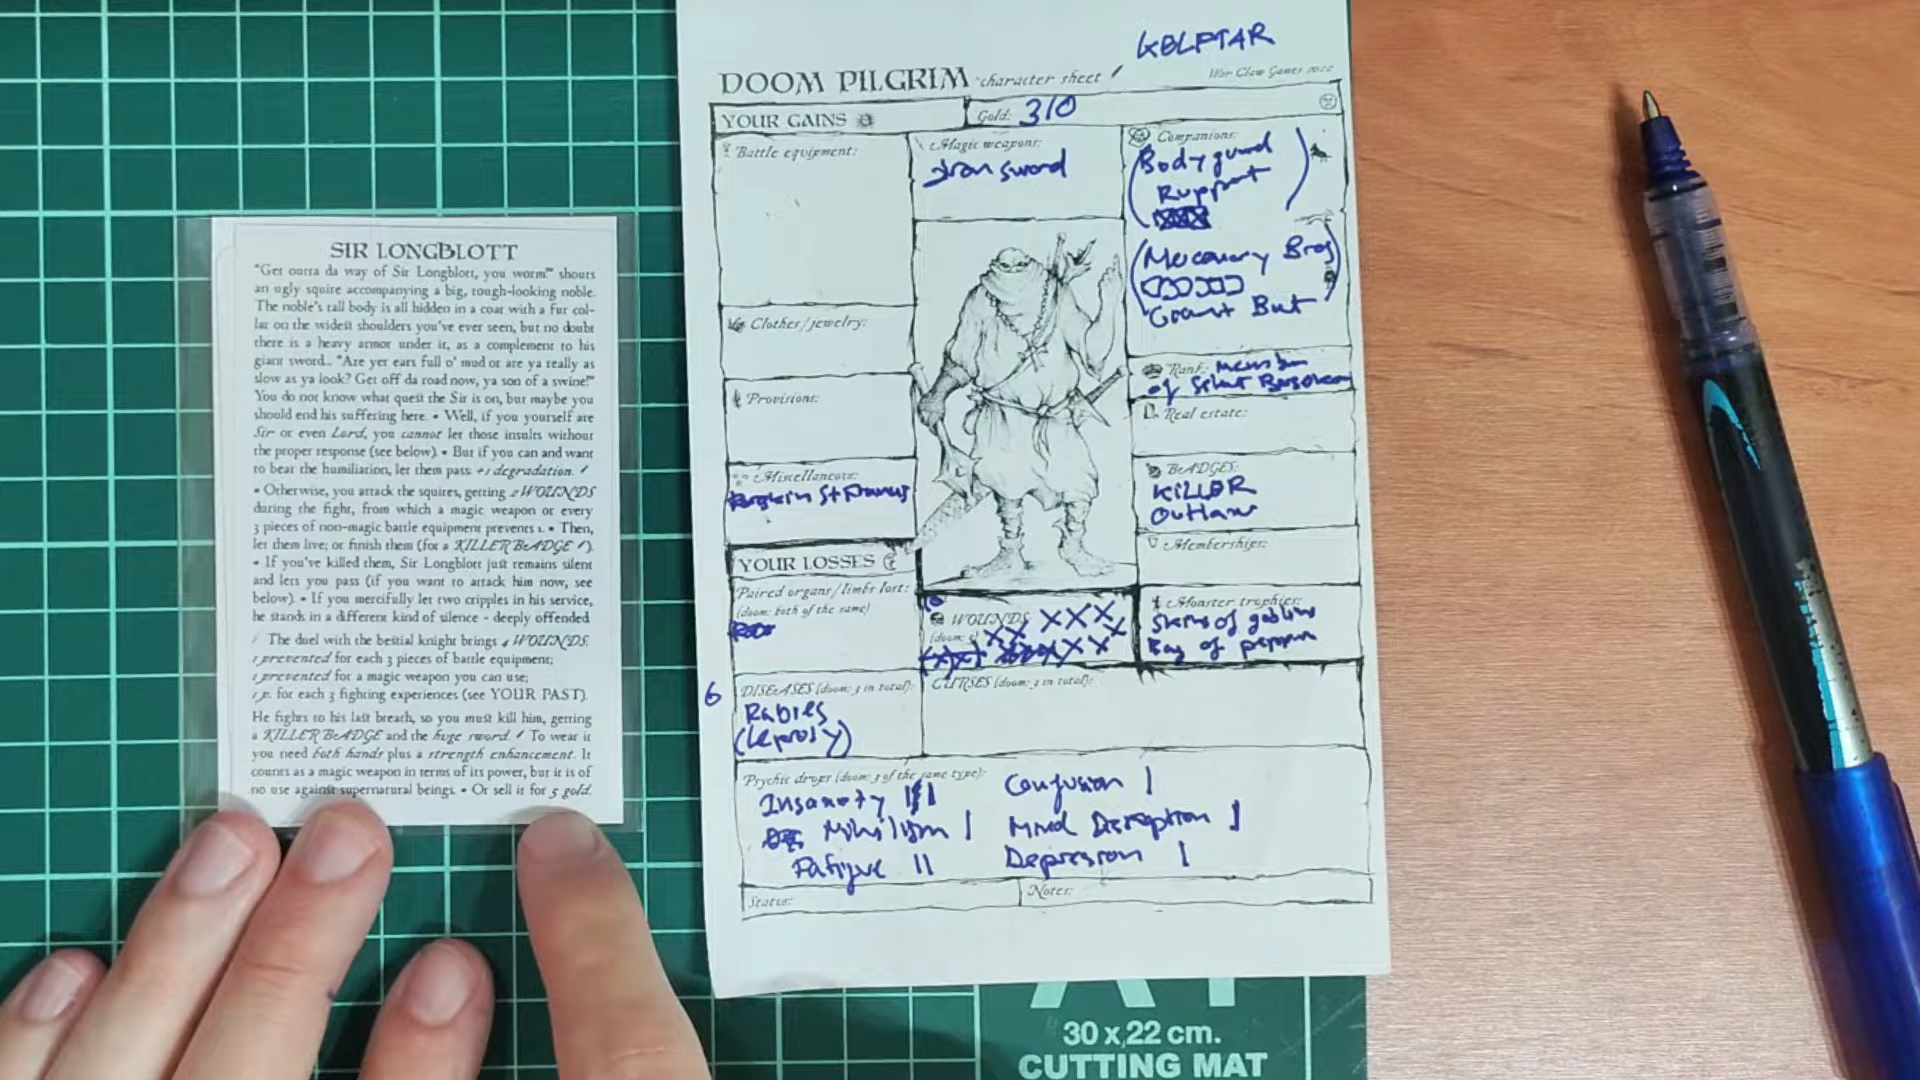 SIR LONGBLOTT
"Get outta da way of Sir Longblott, you worm!" shouts
an ugly squire accompanying a big, tough-looking noble.
The noble's tall body is all hidden in a coat with a fur col-
lar on the widest shoulders you've ever seen, but no doubt
there is a heavy armor under it, as a complement to his
giant sword.. "Are yer ears full o' mud or are ya really as
slow as ya look? Get off da road now, ya son of a swine!"
You do not know what quest the Sir is on, but maybe you
should end his suffering here. • Well, if you yourself are
Sir or even Lord, you cannot let those insults without
the proper response (see below). • But if you can and want
to bear the humiliation, let them pass: +1 degradation.
• Otherwise, you attack the squires, getting 2 WOUNDS
during the fight, from which a magic weapon or every
3 pieces of non-magic battle equipment prevents 1. • Then,
let them live; or finish them (for a KILLER BADGE).
• If you've killed them, Sir Longblott just remains silent
and lets you pass (if you want to attack him now, see
below). • If you mercifully let two cripples in his service,
he stands in a different kind of silence - deeply offended
The duel with the bestial knight brings 4 WOUNDS:
1 prevented for each 3 pieces of battle equipment;
1 prevented for a magic weapon you can use;
1 p. for each 3 fighting experiences (see YOUR PAST).
He fights to his last breath, so you must kill him, getting
a KILLER BADGE and the huge sword. To wear it
you need both hands plus a strength enhancement. It
counts as a magic weapon in terms of its power, but it is of
no use against supernatural beings. • Or sell it for 5 gold.
DOOM PILGRIM character sheet
War Claw Games
YOUR GAINS
Gold: 310
Battle equipment:
Magic weapons:
Iron sword
Companions:
(Bodyguard
Ruppert)
(Mercenary Bros)
Grant But
Clothes/jewelry:
Provisions:
Rank: member
of Silent
Real estate:
Miscellaneous:
St Francis
BADGES:
KILLER
Outlaw
Memberships:
YOUR LOSSES
Paired organs/limbs lost:
(doom: both of the same)
WOUNDS XXX
Monster trophies:
Skins of goblins
Bag of
6
DISEASES (doom: 3 in total):
Rabies
(Leprosy)
CURSES (doom: 3 in total):
Psychic drops (doom: 3 of the same type):
Insanity
Confusion I
Nihilism I
Mind Disruption I
Fatigue II
Depression I
Status:
Notes:
30 x 22 cm.
CUTTING MAT